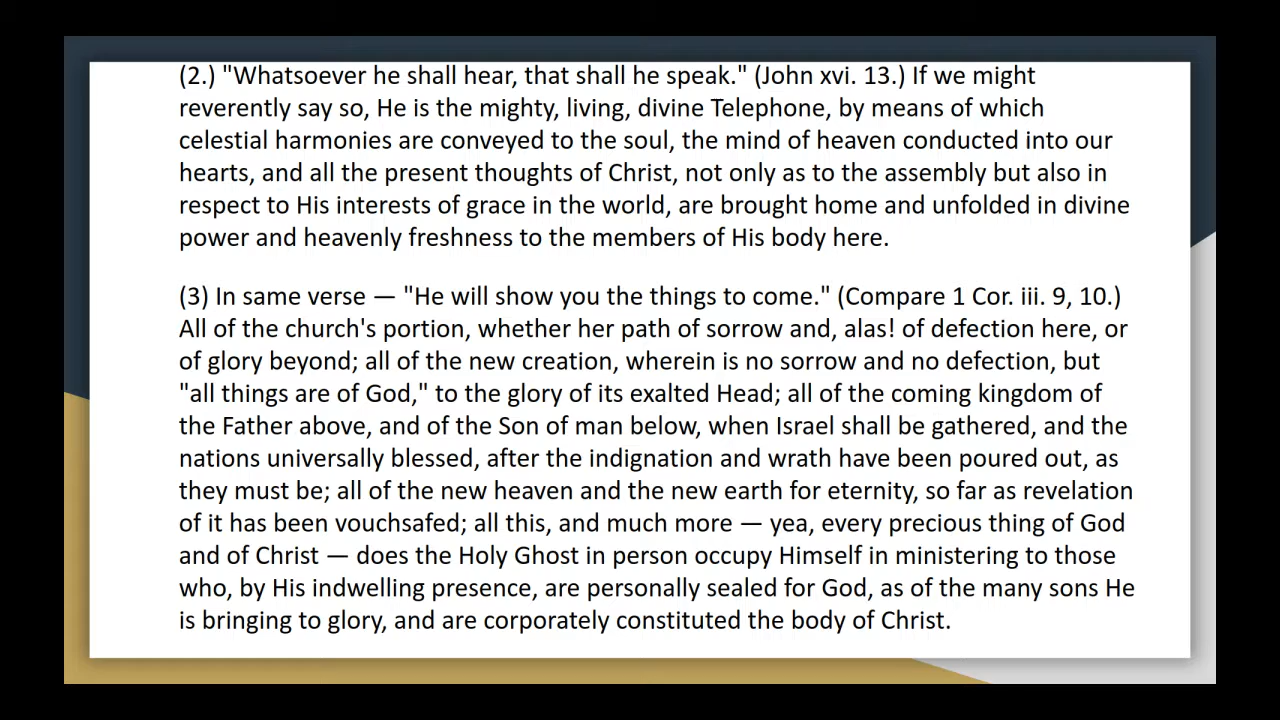 (2.) "Whatsoever he shall hear, that shall he speak." (John xvi. 13.) If we might
reverently say so, He is the mighty, living, divine Telephone, by means of which
celestial harmonies are conveyed to the soul, the mind of heaven conducted into our
hearts, and all the present thoughts of Christ, not only as to the assembly but also in
respect to His interests of grace in the world, are brought home and unfolded in divine
power and heavenly freshness to the members of His body here.
(3) In same verse — "He will show you the things to come." (Compare 1 Cor. iii. 9, 10.)
All of the church's portion, whether her path of sorrow and, alas! of defection here, or
of glory beyond; all of the new creation, wherein is no sorrow and no defection, but
"all things are of God," to the glory of its exalted Head; all of the coming kingdom of
the Father above, and of the Son of man below, when Israel shall be gathered, and the
nations universally blessed, after the indignation and wrath have been poured out, as
they must be; all of the new heaven and the new earth for eternity, so far as revelation
of it has been vouchsafed; all this, and much more — yea, every precious thing of God
and of Christ — does the Holy Ghost in person occupy Himself in ministering to those
who, by His indwelling presence, are personally sealed for God, as of the many sons He
is bringing to glory, and are corporately constituted the body of Christ.